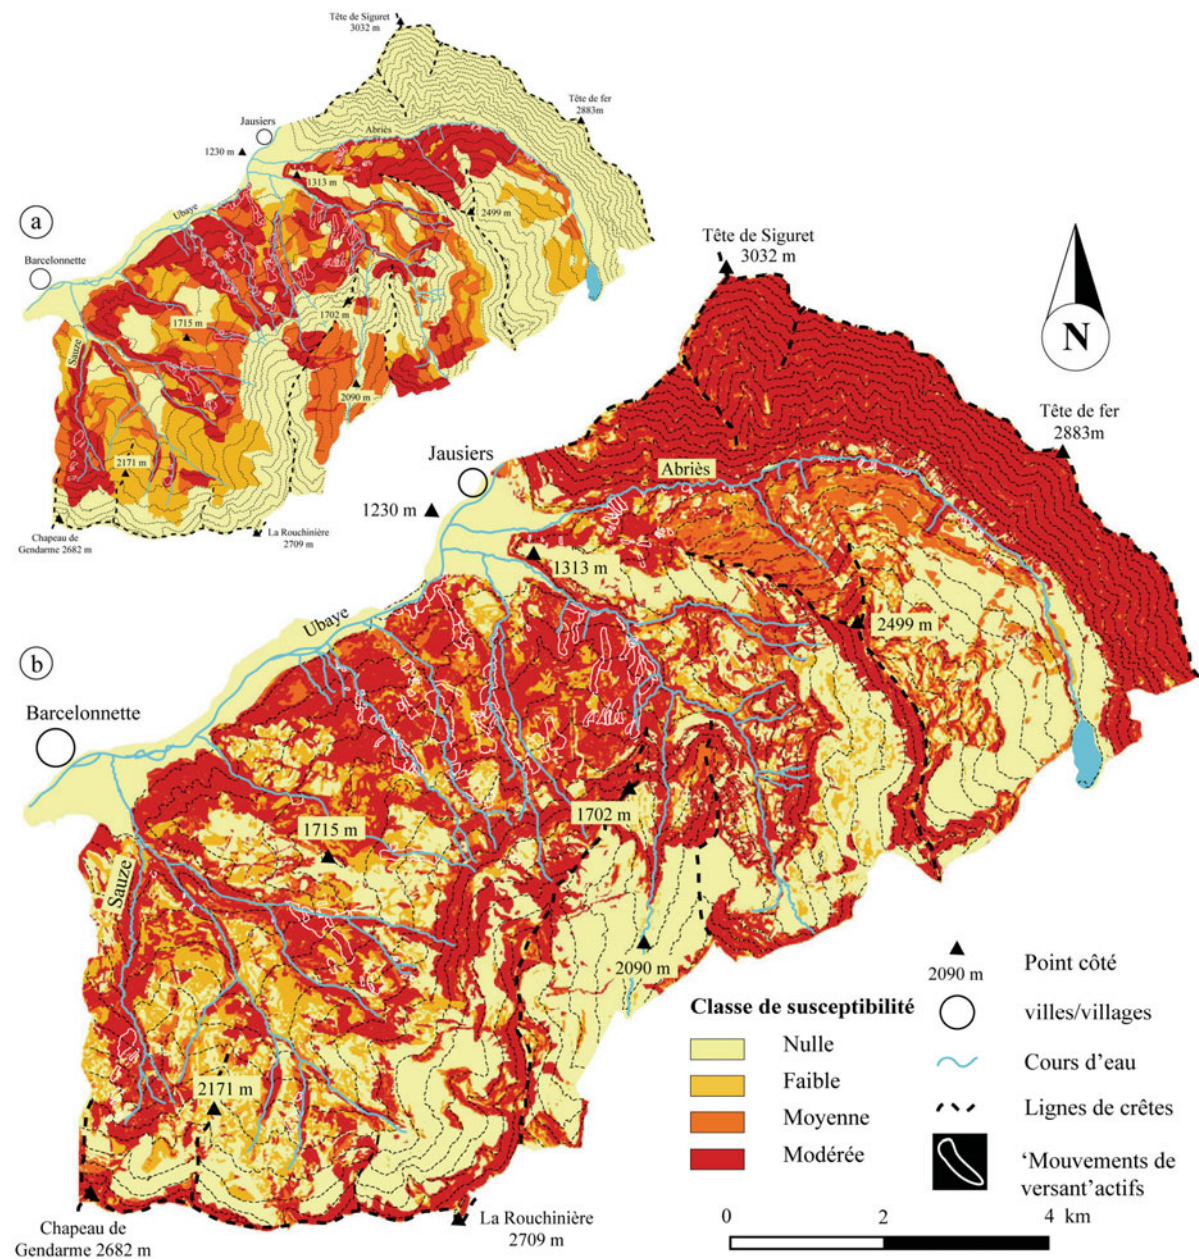 Tête de Siguret
3032 m
Tête de fer
2883m
Jausiers
Abriès
1230 m
1313 m
a
Ubaye
2499 m
Barcelonnette
1702 m
1715 m
Sauze
2090 m
2171 m
Chapeau de
Gendarme 2682 m
La Rouchinière
2709 m
Tête de Siguret
3032 m
N
Tête de fer
2883m
Jausiers
Abriès
1230 m
1313 m
Ubaye
2499 m
b
Barcelonnette
1702 m
1715 m
Sauze
2090 m
2171 m
Chapeau de
Gendarme 2682 m
La Rouchinière
2709 m
Classe de susceptibilité
Nulle
Faible
Moyenne
Modérée
2090 m
Point côté
villes/villages
Cours d'eau
Lignes de crêtes
'Mouvements de
versant'actifs
0 2 4 km